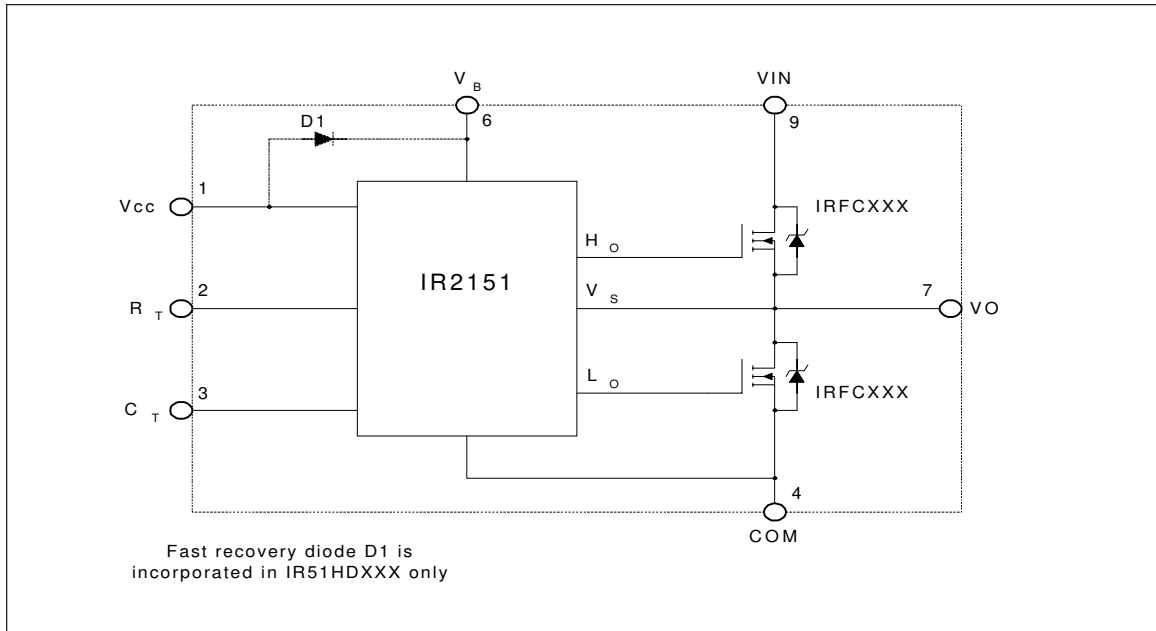 V B
VIN
D1
6
9
1
Vcc
IRFCXXX
H O
IR2151
2
V S
7
R T
VO
L O
3
IRFCXXX
C T
4
COM
Fast recovery diode D1 is
incorporated in IR51HDXXX only